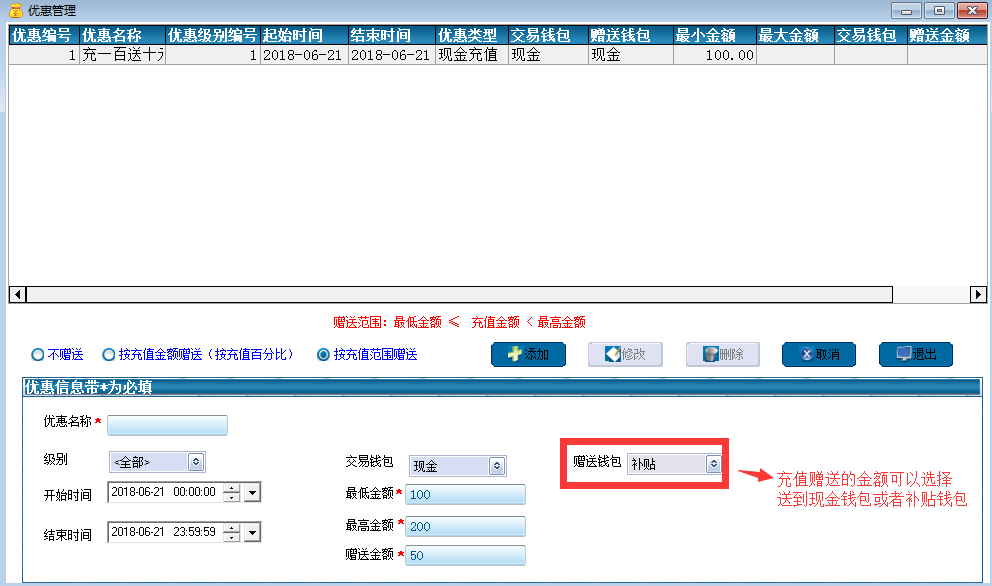 优惠管理
优惠编号 优惠名称 优惠级别编号 起始时间 结束时间 优惠类型 交易钱包 赠送钱包 最小金额 最大金额 交易钱包 赠送金额
1 充一百送十元 1 2018-06-21 2018-06-21 现金充值 现金 现金 100.00
赠送范围：最低金额 ≤ 充值金额 < 最高金额
不赠送 按充值金额赠送（按充值百分比） 按充值范围赠送 添加 修改 删除 取消 退出
优惠信息带*为必填
优惠名称*
级别 <全部> 交易钱包 现金 赠送钱包 补贴
充值赠送的金额可以选择
送到现金钱包或者补贴钱包
开始时间 2018-06-21 00:00:00 最低金额* 100
结束时间 2018-06-21 23:59:59 最高金额* 200
赠送金额* 50